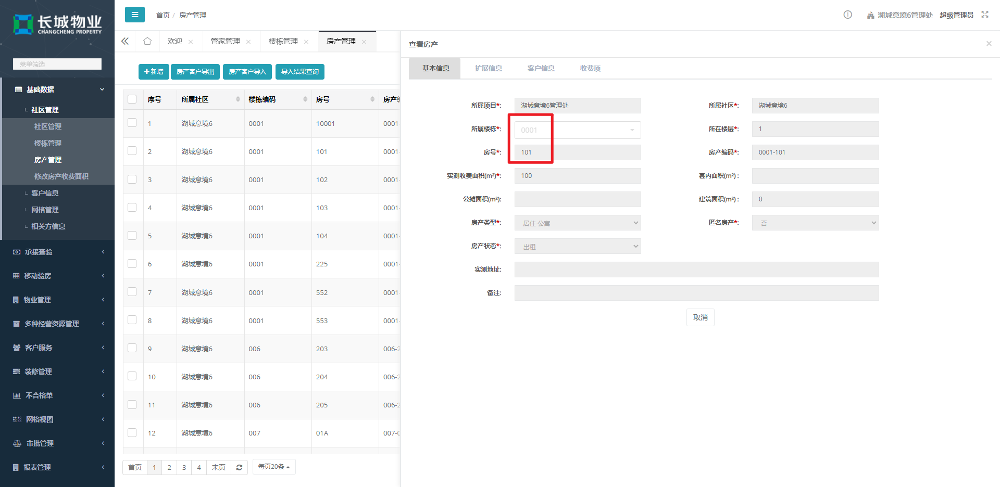 长城物业
CHANGCHENG PROPERTY
首页 / 房产管理
湖城意境6管理处 超级管理员
菜单筛选
欢迎 × 管家管理 × 楼栋管理 × 房产管理 ×
基础数据
社区管理
社区管理
楼栋管理
房产管理
修改房产收费面积
客户信息
网格管理
相关方信息
承接查验
移动验房
物业管理
多种经营资源管理
客户服务
装修管理
不合格单
网格视图
审批管理
报表管理
+新增 房产客户导出 房产客户导入 导入结果查询
序号 所属社区 楼栋编码 房号 房产
1 湖城意境6 0001 10001 0001-
2 湖城意境6 0001 101 0001-
3 湖城意境6 0001 102 0001-
4 湖城意境6 0001 103 0001-
5 湖城意境6 0001 104 0001-
6 湖城意境6 0001 225 0001-
7 湖城意境6 0001 552 0001-
8 湖城意境6 0001 553 0001-
9 湖城意境6 006 203 006-2
10 湖城意境6 006 204 006-2
11 湖城意境6 006 205 006-2
12 湖城意境6 007 01A 007-0
首页 1 2 3 4 末页 每页20条
查看房产 ×
基本信息 扩展信息 客户信息 收费项
所属项目*: 湖城意境6管理处 所属社区*: 湖城意境6
所属楼栋*: 0001 所在楼层*: 1
房号*: 101 房产编码*: 0001-101
实测收费面积(m²)*: 100 套内面积(m²) :
公摊面积(m²): 建筑面积(m²) : 0
房产类型*: 居住-公寓 匿名房产*: 否
房产状态*: 出租
实测地址:
备注:
取消